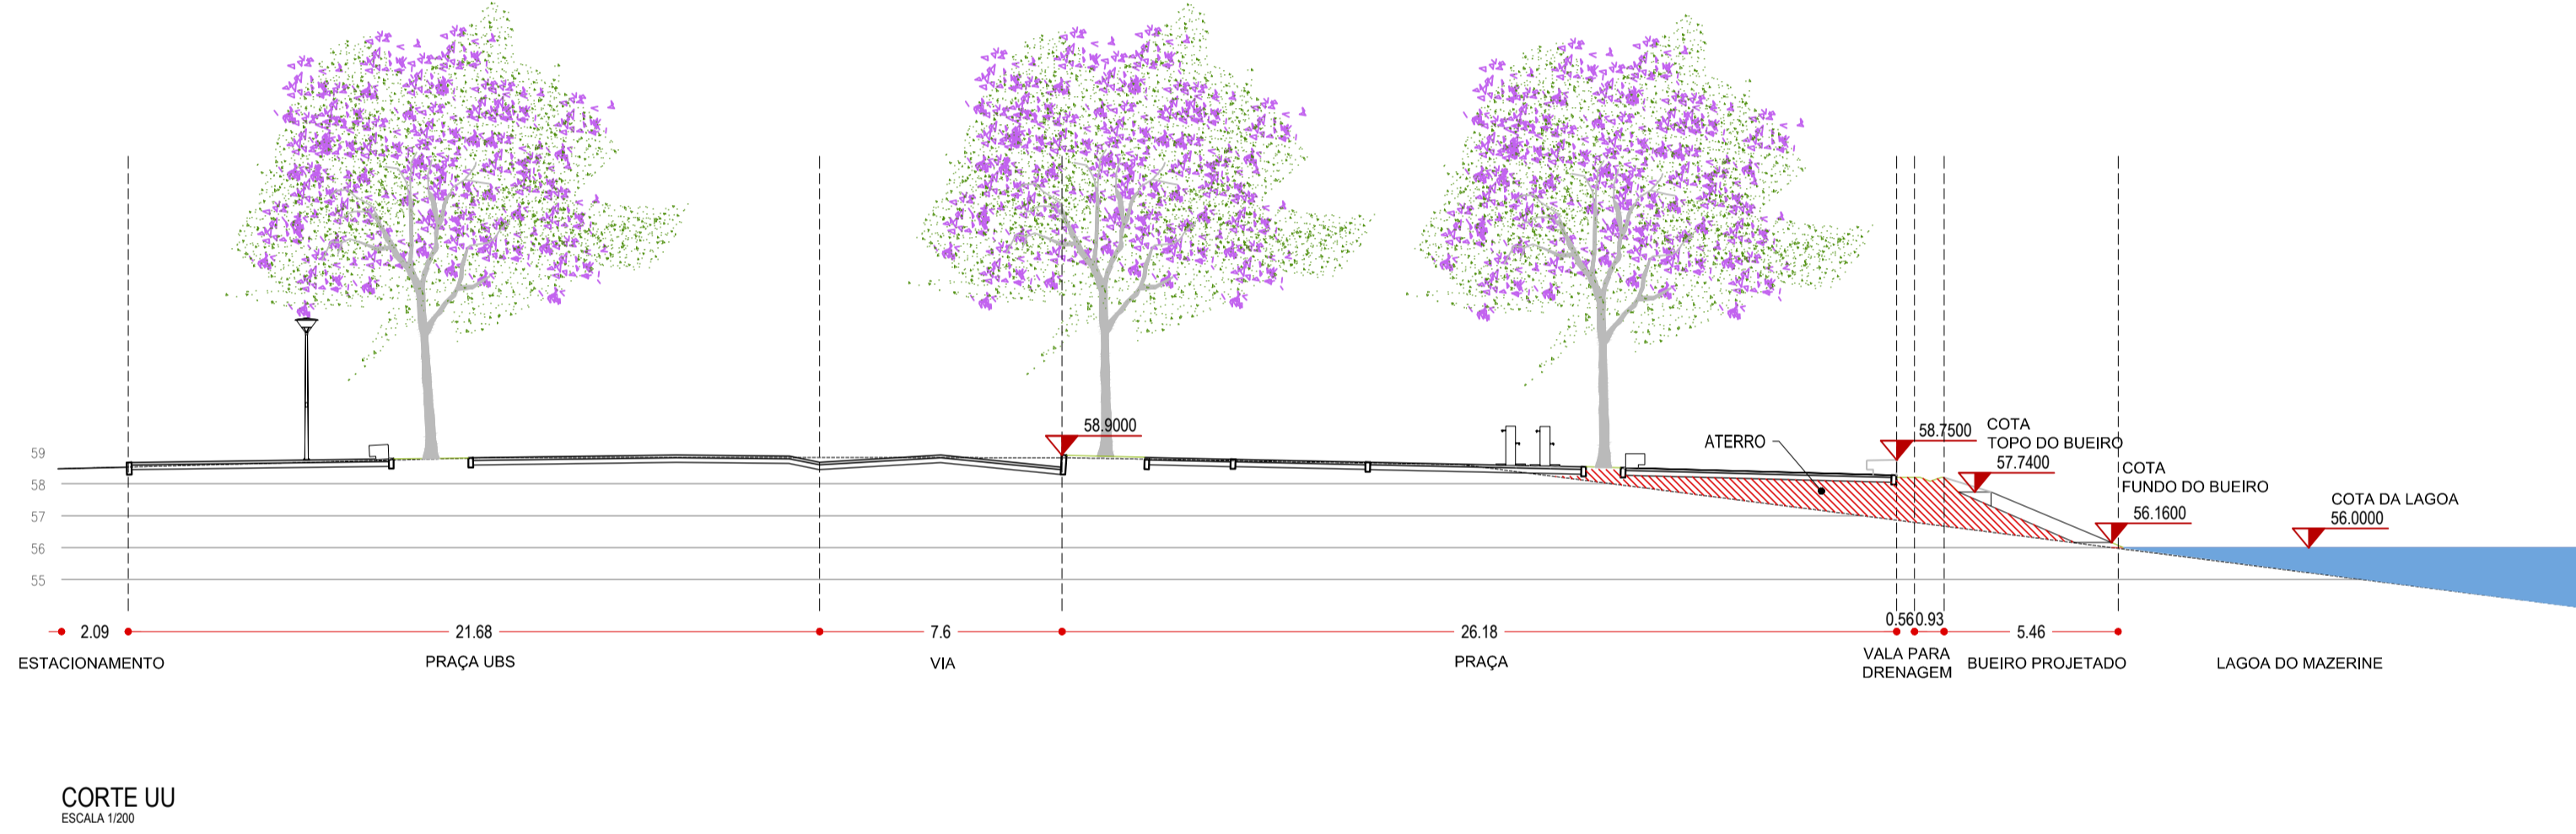 58.9000
58.7500
COTA
TOPO DO BUEIRO
57.7400
ATERRO
COTA
FUNDO DO BUEIRO
56.1600
COTA DA LAGOA
56.0000
59
58
57
56
55
2.09
21.68
7.6
26.18
0.56
0.93
5.46
ESTACIONAMENTO
PRAÇA UBS
VIA
PRAÇA
VALA PARA
DRENAGEM
BUEIRO PROJETADO
LAGOA DO MAZERINE
CORTE UU
ESCALA 1/200